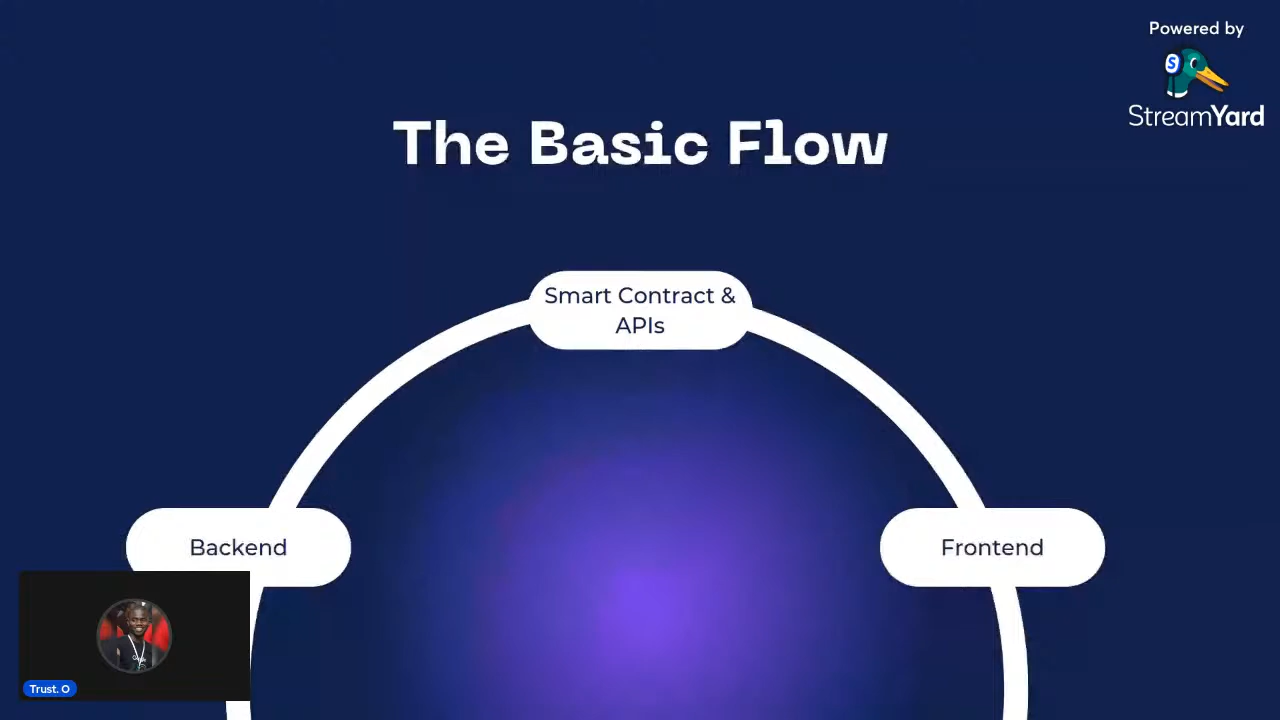 Powered by
StreamYard
The Basic Flow
Smart Contract &
APIs
Backend
Frontend
Trust. O